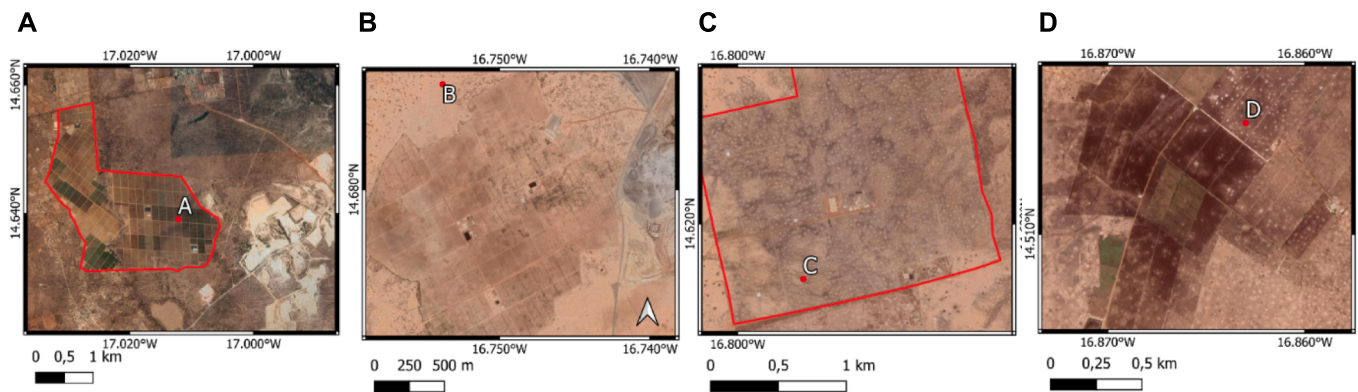 A
B
C
D
17.020°W 17.000°W
14.660°N
14.640°N
A
17.020°W 17.000°W
0 0,5 1 km
16.750°W 16.740°W
14.680°N
B
16.750°W 16.740°W
0 250 500 m
16.800°W
14.620°N
C
16.800°W
0 0,5 1 km
16.870°W 16.860°W
14.510°N
D
16.870°W 16.860°W
0 0,25 0,5 km